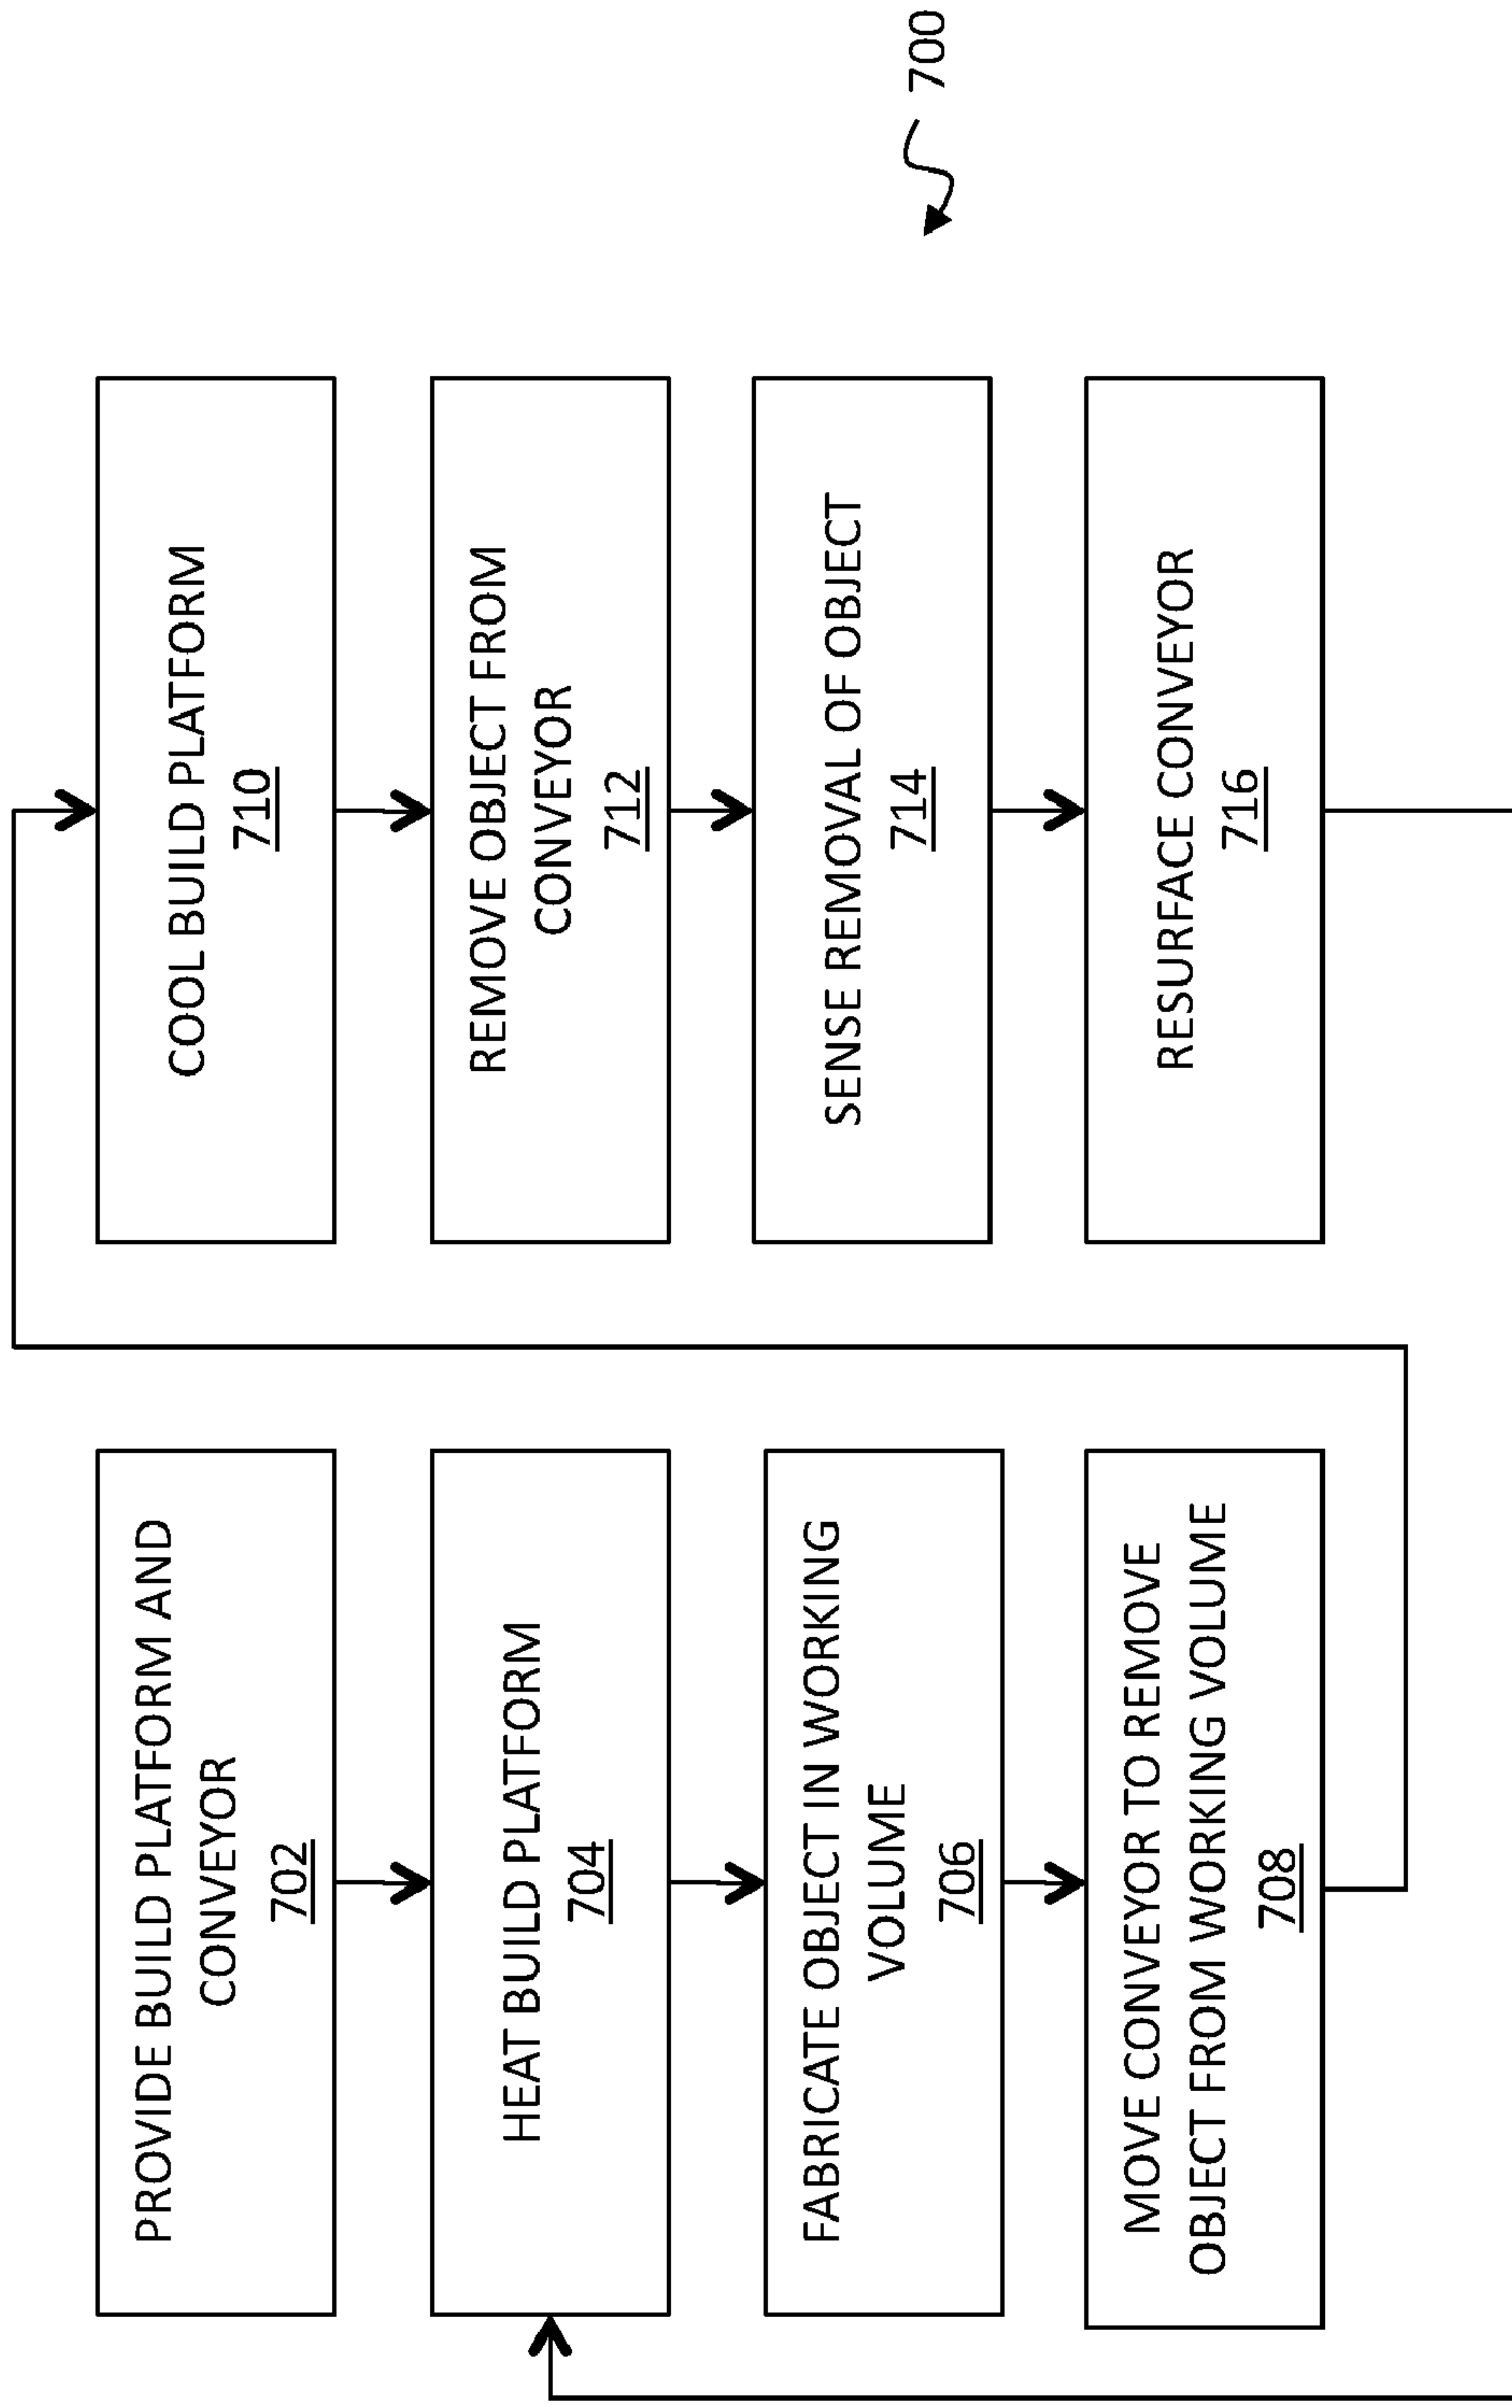 PROVIDE BUILD PLATFORM AND
CONVEYOR
702
HEAT BUILD PLATFORM
704
FABRICATE OBJECT IN WORKING
VOLUME
706
MOVE CONVEYOR TO REMOVE
OBJECT FROM WORKING VOLUME
708
COOL BUILD PLATFORM
710
REMOVE OBJECT FROM
CONVEYOR
712
SENSE REMOVAL OF OBJECT
714
RESURFACE CONVEYOR
716
700